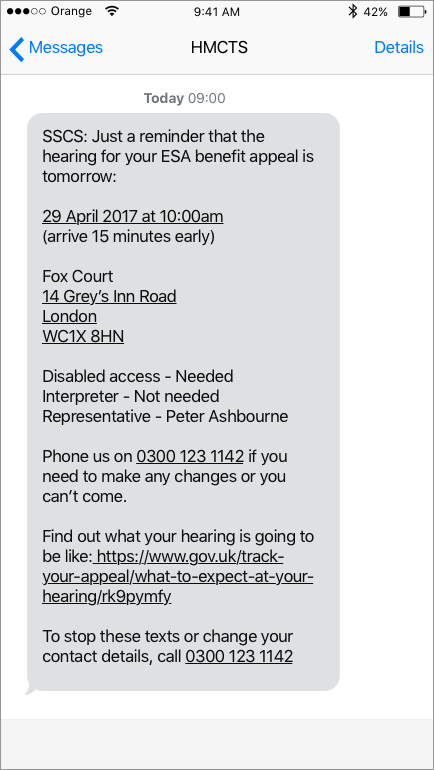 Orange 9:41 AM 42%
Messages HMCTS Details
Today 09:00
SSCS: Just a reminder that the
hearing for your ESA benefit appeal is
tomorrow:
29 April 2017 at 10:00am
(arrive 15 minutes early)
Fox Court
14 Grey’s Inn Road
London
WC1X 8HN
Disabled access - Needed
Interpreter - Not needed
Representative - Peter Ashbourne
Phone us on 0300 123 1142 if you
need to make any changes or you
can’t come.
Find out what your hearing is going to
be like: https://www.gov.uk/track-
your-appeal/what-to-expect-at-your-
hearing/rk9pymfy
To stop these texts or change your
contact details, call 0300 123 1142